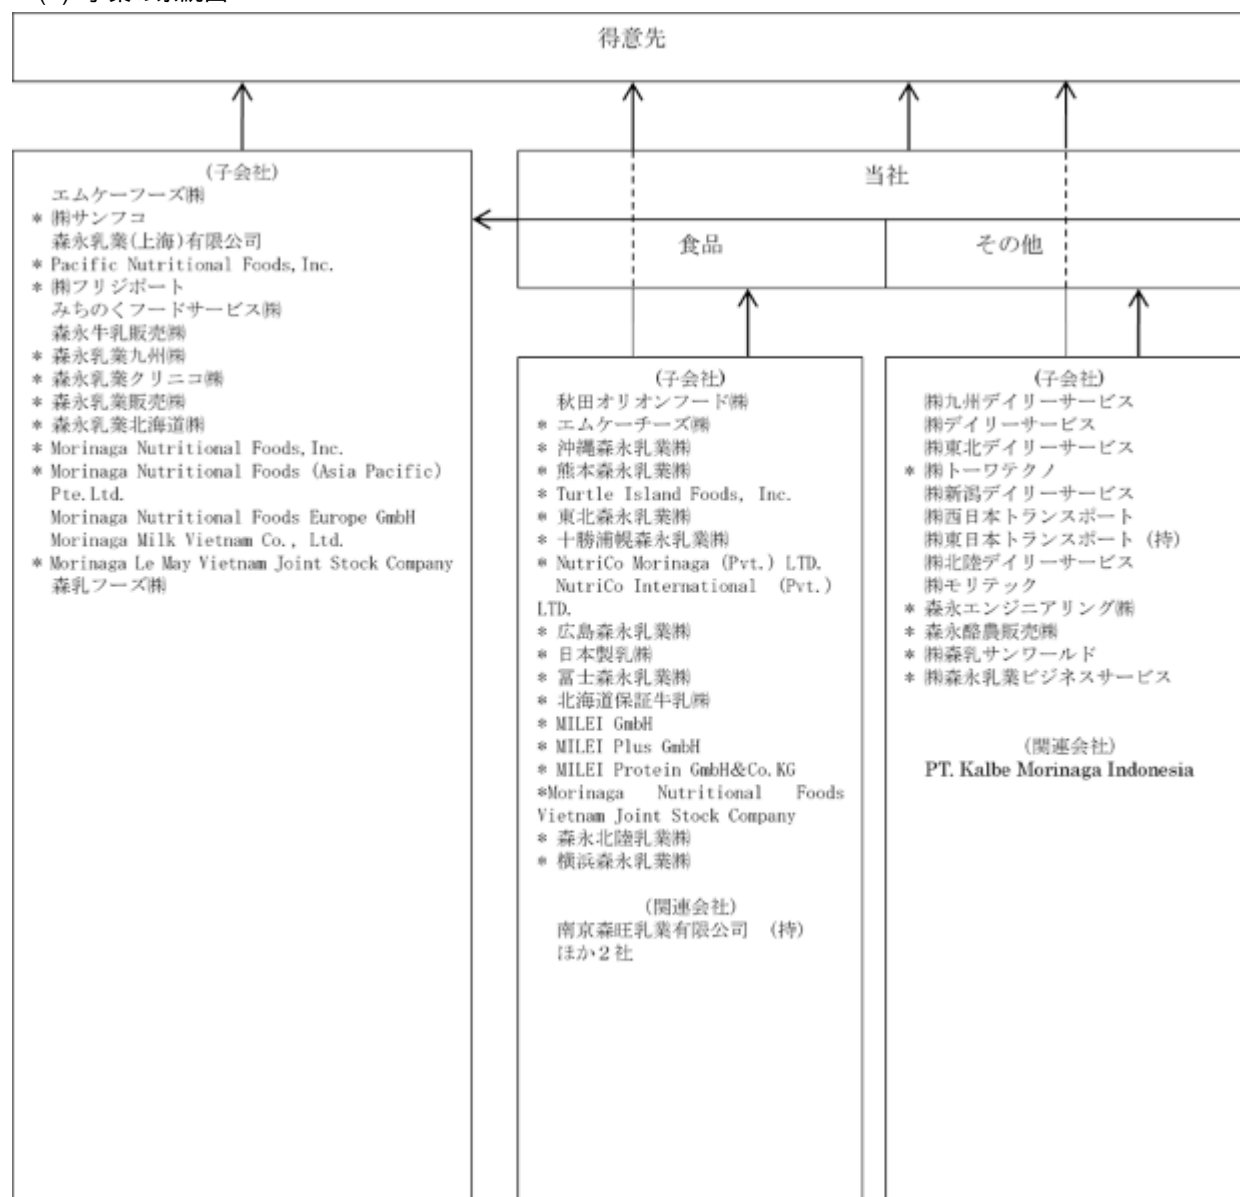 得意先
(子会社)
エムケーフーズ㈱
* ㈱サンフコ
森永乳業(上海)有限公司
* Pacific Nutritional Foods,Inc.
* ㈱フリジポート
みちのくフードサービス㈱
森永牛乳販売㈱
* 森永乳業九州㈱
* 森永乳業クリニコ㈱
* 森永乳業販売㈱
* 森永乳業北海道㈱
* Morinaga Nutritional Foods,Inc.
* Morinaga Nutritional Foods (Asia Pacific)
Pte.Ltd.
Morinaga Nutritional Foods Europe GmbH
Morinaga Milk Vietnam Co., Ltd.
* Morinaga Le May Vietnam Joint Stock Company
森乳フーズ㈱
当社
食品
その他
(子会社)
秋田オリオンフード㈱
* エムケーチーズ㈱
* 沖縄森永乳業㈱
* 熊本森永乳業㈱
* Turtle Island Foods, Inc.
* 東北森永乳業㈱
* 十勝浦幌森永乳業㈱
* NutriCo Morinaga (Pvt.) LTD.
NutriCo International (Pvt.)
LTD.
* 広島森永乳業㈱
* 日本製乳㈱
* 冨士森永乳業㈱
* 北海道保証牛乳㈱
* MILEI GmbH
* MILEI Plus GmbH
* MILEI Protein GmbH&Co.KG
*Morinaga Nutritional Foods
Vietnam Joint Stock Company
* 森永北陸乳業㈱
* 横浜森永乳業㈱
(関連会社)
南京森旺乳業有限公司 (持)
ほか２社
(子会社)
㈱九州デイリーサービス
㈱デイリーサービス
㈱東北デイリーサービス
* ㈱トーワテクノ
㈱新潟デイリーサービス
㈱西日本トランスポート
㈱東日本トランスポート (持)
㈱北陸デイリーサービス
㈱モリテック
* 森永エンジニアリング㈱
* 森永酪農販売㈱
* ㈱森乳サンワールド
* ㈱森永乳業ビジネスサービス
(関連会社)
PT. Kalbe Morinaga Indonesia